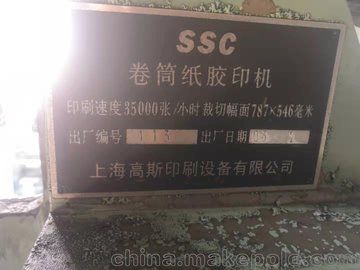 SSC
卷筒纸胶印机
印刷速度35000张/小时 裁切幅面787×546毫米
出厂编号 113 出厂日期
上海高斯印刷设备有限公司
china.makepolo.com